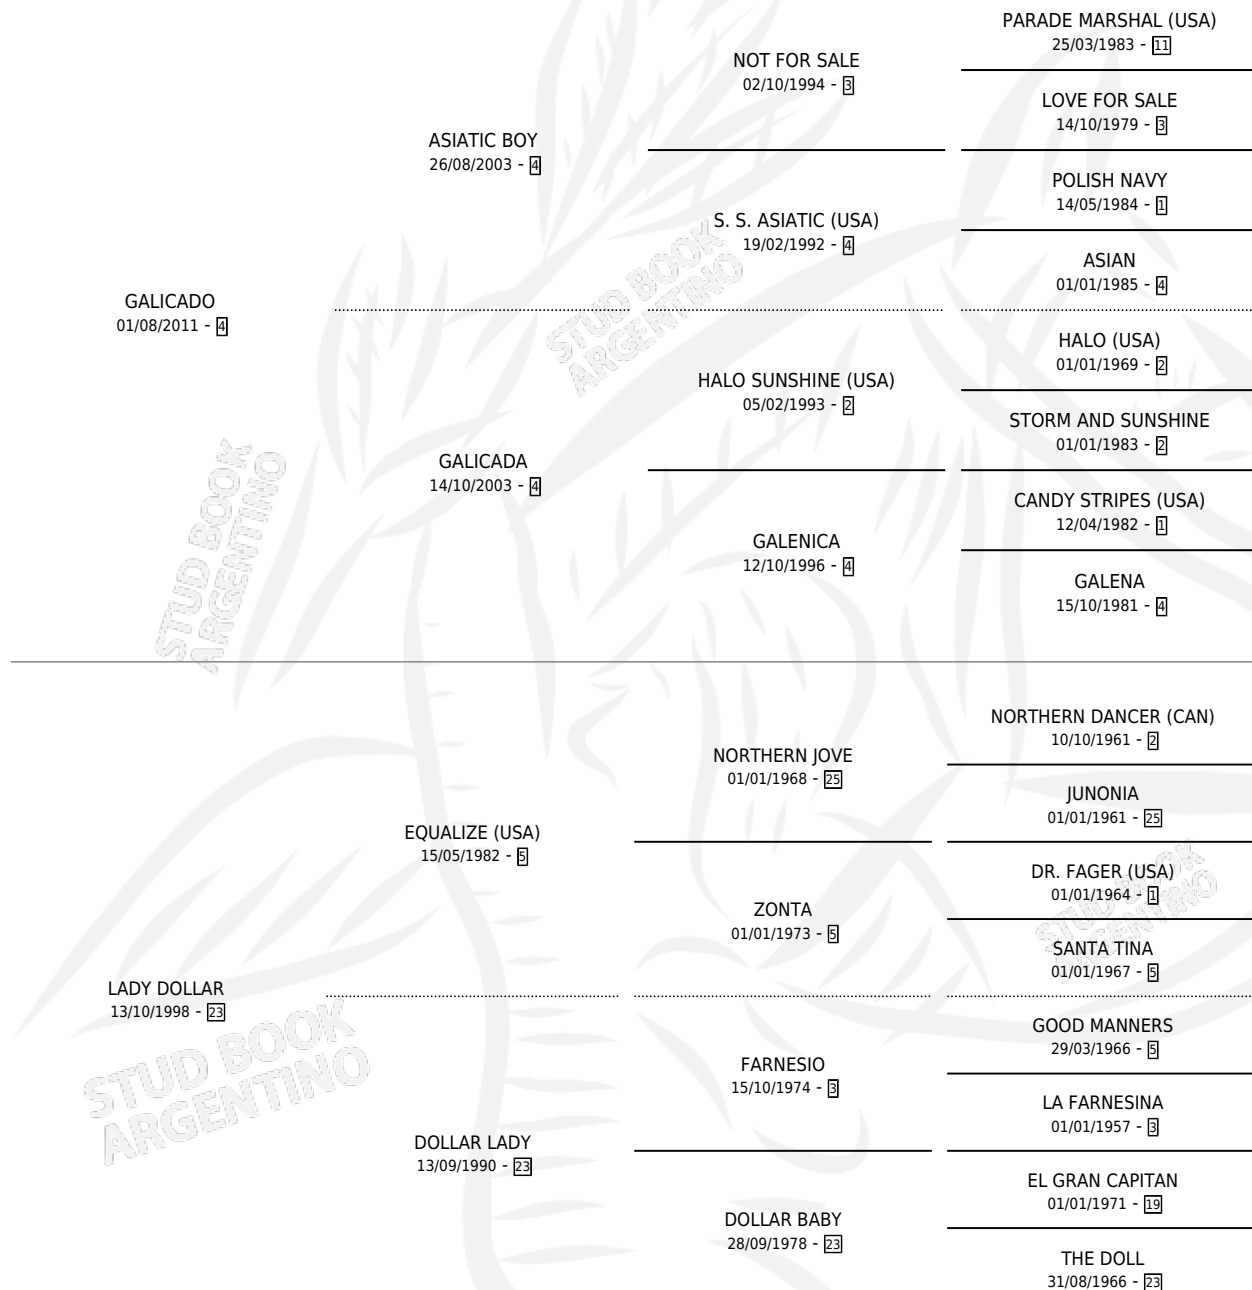 PARADE MARSHAL (USA)
25/03/1983 - 11
NOT FOR SALE
02/10/1994 - 3
LOVE FOR SALE
14/10/1979 - 3
ASIATIC BOY
26/08/2003 - 4
POLISH NAVY
14/05/1984 - 1
S. S. ASIATIC (USA)
19/02/1992 - 4
ASIAN
01/01/1985 - 4
GALICADO
01/08/2011 - 4
HALO (USA)
01/01/1969 - 2
HALO SUNSHINE (USA)
05/02/1993 - 2
STORM AND SUNSHINE
01/01/1983 - 2
GALICADA
14/10/2003 - 4
CANDY STRIPES (USA)
12/04/1982 - 1
GALENICA
12/10/1996 - 4
GALENA
15/10/1981 - 4
STUD BOOK
ARGENTINO
STUD BOOK
ARGENTINO
NORTHERN DANCER (CAN)
10/10/1961 - 2
NORTHERN JOVE
01/01/1968 - 25
JUNONIA
01/01/1961 - 25
EQUALIZE (USA)
15/05/1982 - 5
DR. FAGER (USA)
01/01/1964 - 1
ZONTA
01/01/1973 - 5
SANTA TINA
01/01/1967 - 5
LADY DOLLAR
13/10/1998 - 23
GOOD MANNERS
29/03/1966 - 5
FARNESIO
15/10/1974 - 3
LA FARNESINA
01/01/1957 - 3
DOLLAR LADY
13/09/1990 - 23
EL GRAN CAPITAN
01/01/1971 - 19
DOLLAR BABY
28/09/1978 - 23
THE DOLL
31/08/1966 - 23
STUD BOOK
ARGENTINO
STUD BOOK
ARGENTINO